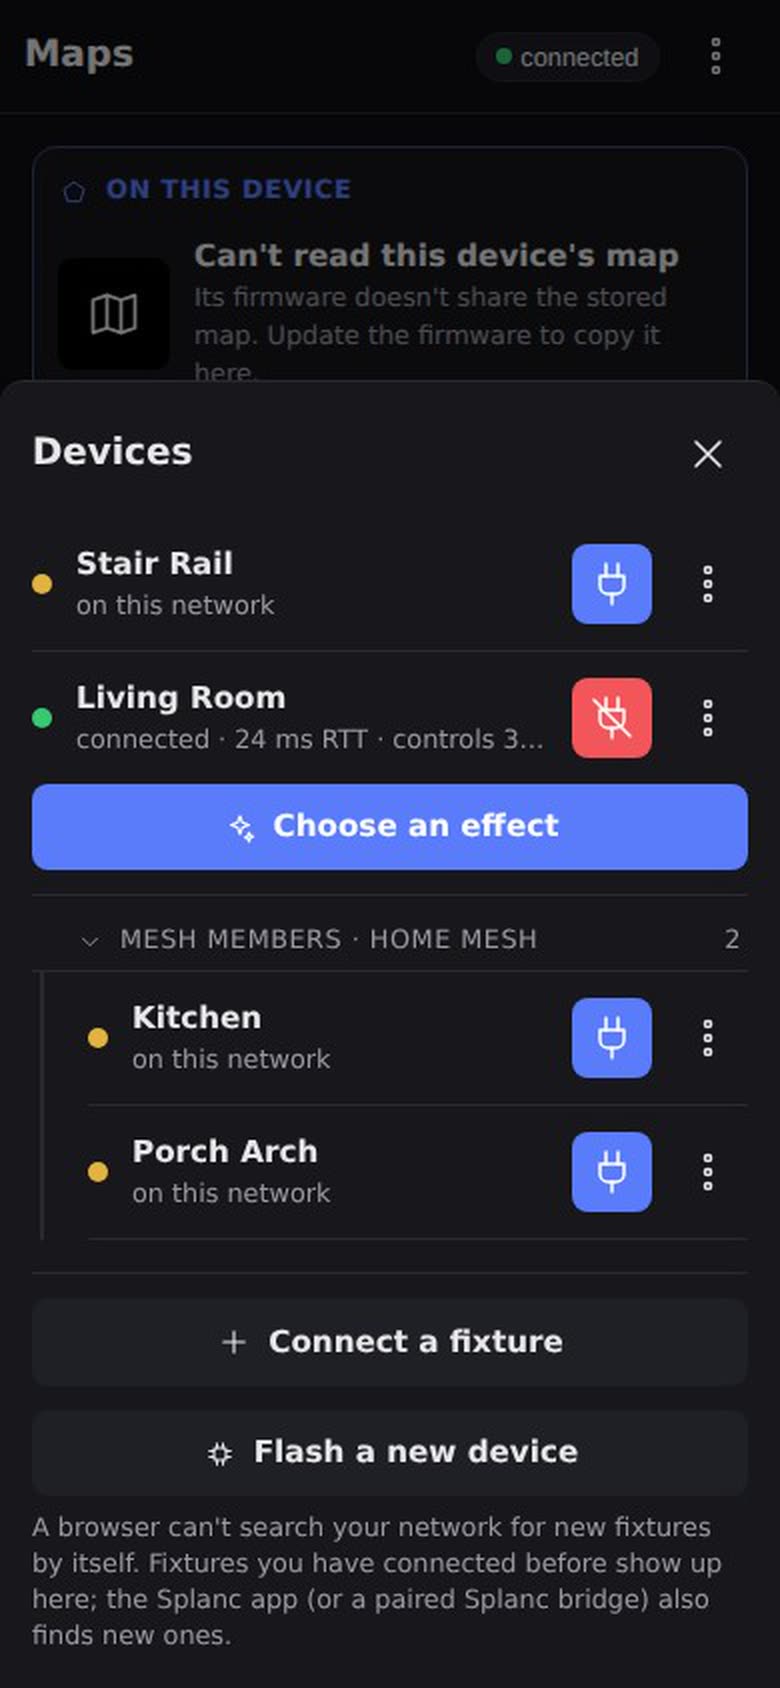 Maps
connected
ON THIS DEVICE
Can't read this device's map
Its firmware doesn't share the stored
map. Update the firmware to copy it
here.
Devices
Stair Rail
on this network
Living Room
connected · 24 ms RTT · controls 3…
Choose an effect
MESH MEMBERS · HOME MESH 2
Kitchen
on this network
Porch Arch
on this network
Connect a fixture
Flash a new device
A browser can't search your network for new fixtures
by itself. Fixtures you have connected before show up
here; the Splanc app (or a paired Splanc bridge) also
finds new ones.